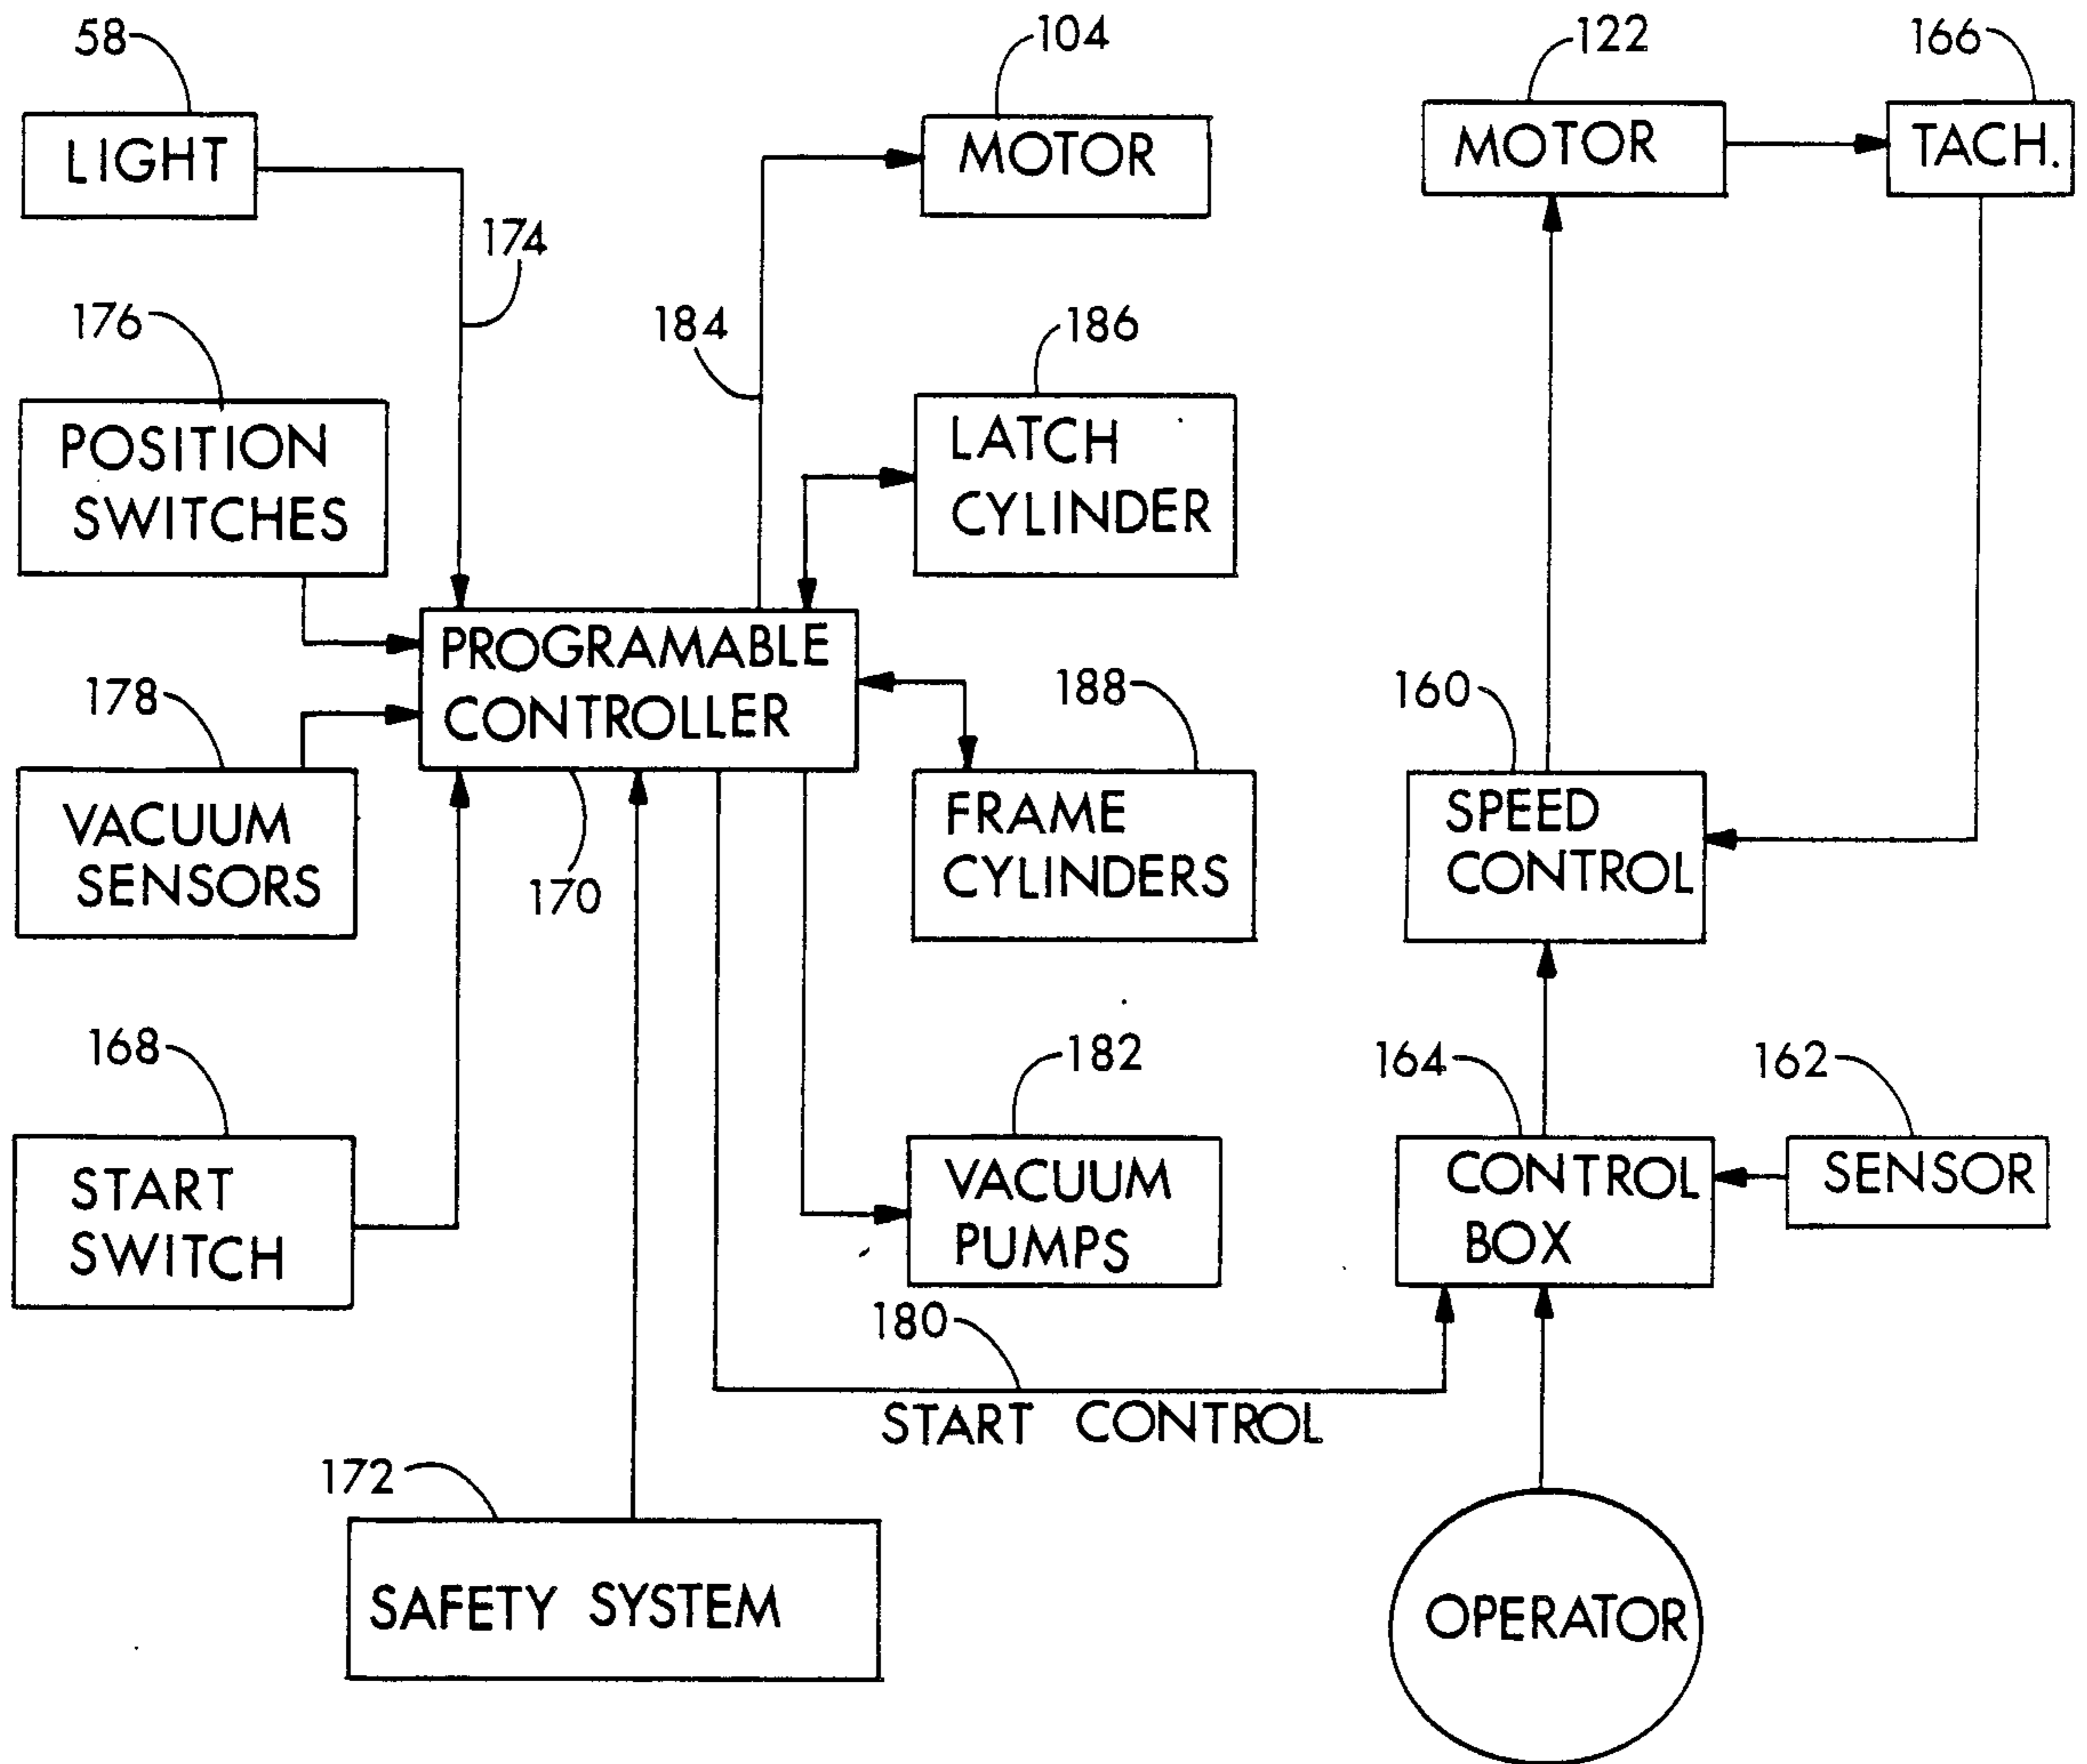 58
104
122
166
LIGHT
MOTOR
MOTOR
TACH.
174
176
184
186
POSITION
SWITCHES
LATCH
CYLINDER
PROGRAMABLE
CONTROLLER
178
188
160
VACUUM
SENSORS
170
FRAME
CYLINDERS
SPEED
CONTROL
168
182
164
162
START
SWITCH
VACUUM
PUMPS
CONTROL
BOX
SENSOR
180
START CONTROL
172
SAFETY SYSTEM
OPERATOR